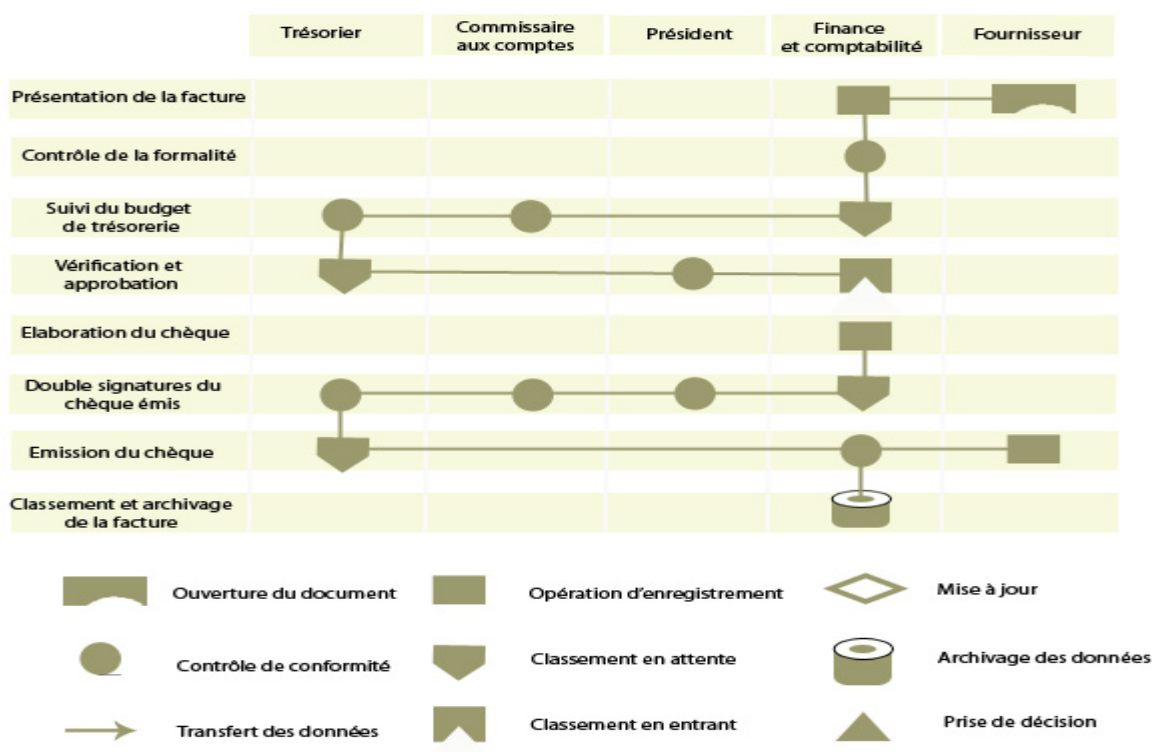 Trésorier
Commissaire
aux comptes
Président
Finance
et comptabilité
Fournisseur
Présentation de la facture
Contrôle de la formalité
Suivi du budget
de trésorerie
Vérification et
approbation
Elaboration du chèque
Double signatures du
chèque émis
Emission du chèque
Classement et archivage
de la facture
Ouverture du document
Opération d'enregistrement
Mise à jour
Contrôle de conformité
Classement en attente
Archivage des données
Transfert des données
Classement en entrant
Prise de décision